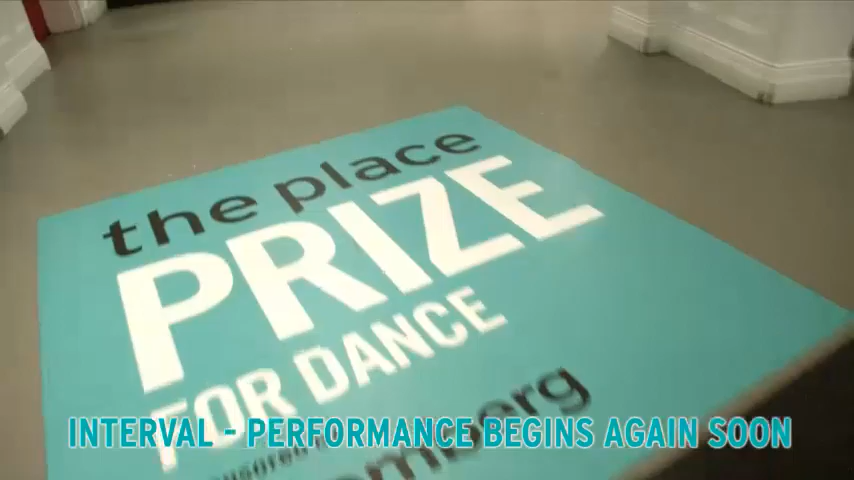 the place
PRIZE
FOR DANCE
INTERVAL - PERFORMANCE BEGINS AGAIN SOON